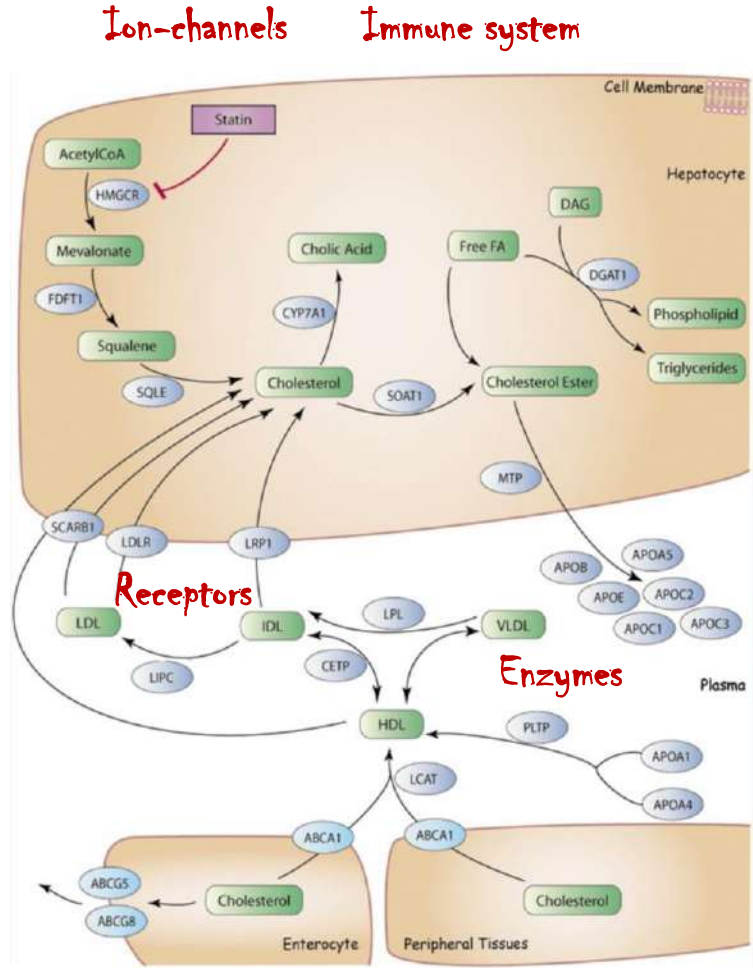 Ion-channels Immune system
Cell Membrane
Statin
AcetylCoA
HMGCR
Hepatocyte
DAG
Mevalonate
Cholic Acid
Free FA
DGAT1
FDFT1
CYP7A1
Phospholipid
Squalene
Triglycerides
SQLE
Cholesterol
SOAT1
Cholesterol Ester
MTP
SCARB1
LDLR
LRP1
APOB
APOA5
APOE
APOC2
APOC1
APOC3
Receptors
LDL
IDL
LPL
VLDL
LIPC
CETP
Enzymes
Plasma
HDL
PLTP
APOA1
LCAT
APOA4
ABCA1
ABCA1
ABCG5
ABCG8
Cholesterol
Cholesterol
Enterocyte
Peripheral Tissues